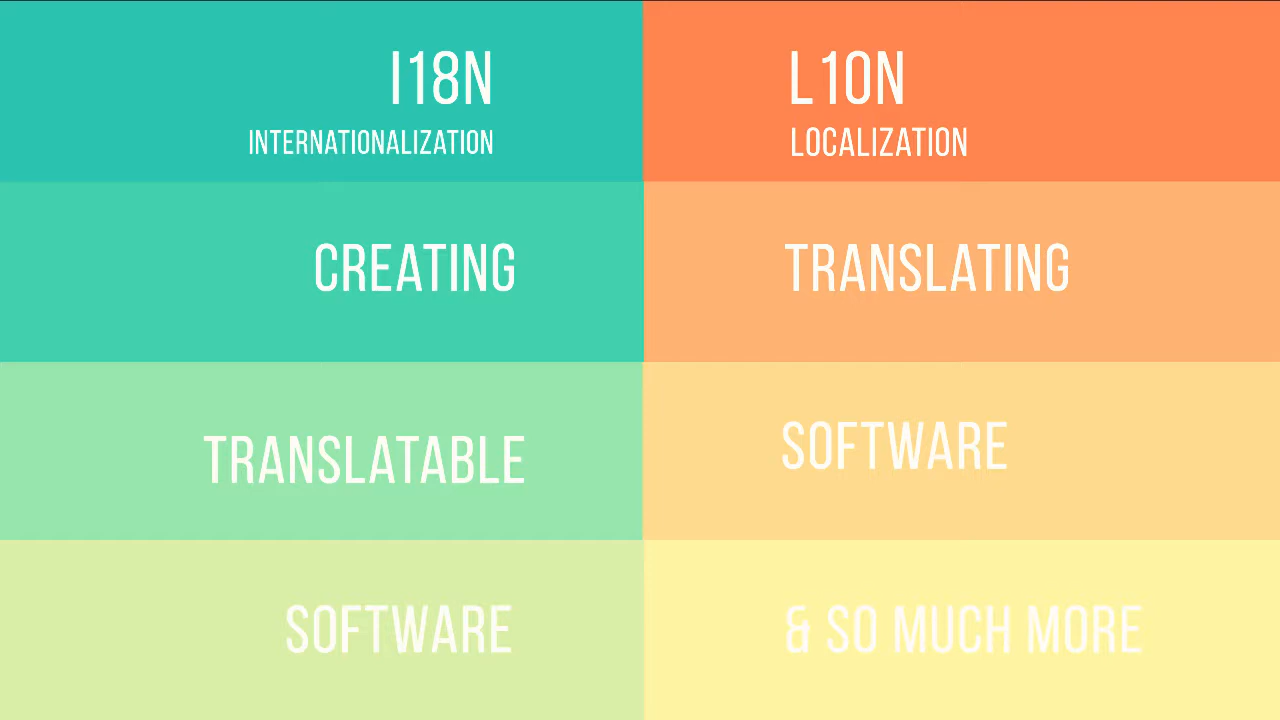 I18N
INTERNATIONALIZATION
CREATING
TRANSLATABLE
SOFTWARE
L10N
LOCALIZATION
TRANSLATING
SOFTWARE
& SO MUCH MORE